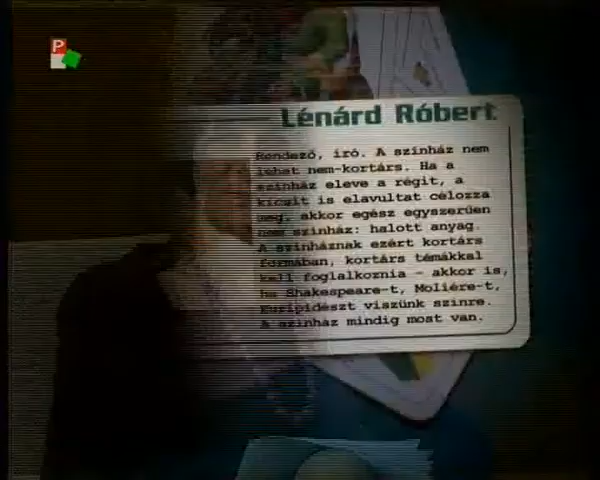 P
Lénárd Róbert
Rendező, író. A színház nem
lehet nem-kortárs. Ha a
színház eleve a régit, a
kicsit is elavultat célozza
meg, akkor egész egyszerűen
nem színház: halott anyag.
A színháznak ezért kortárs
formában, kortárs témákkal
kell foglalkoznia - akkor is,
ha Shakespeare-t, Moliére-t,
Euripidészt viszünk színre.
A színház mindig most van.